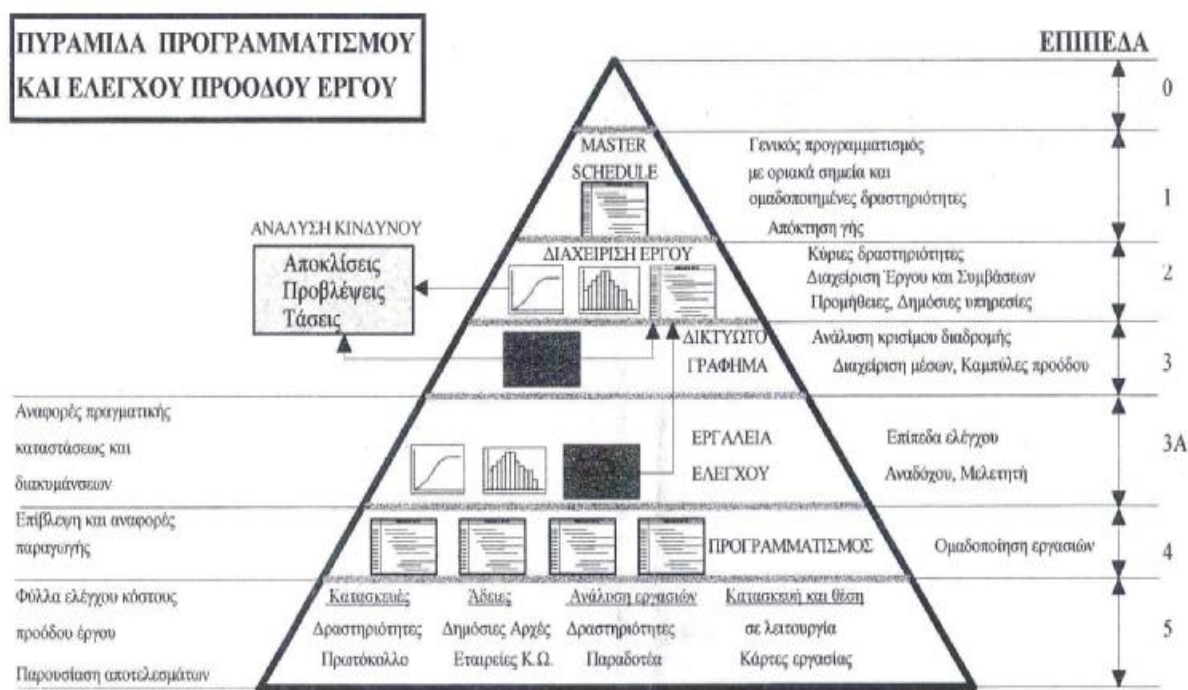 ΠΥΡΑΜΙΔΑ ΠΡΟΓΡΑΜΜΑΤΙΣΜΟΥ
ΚΑΙ ΕΛΕΓΧΟΥ ΠΡΟΟΔΟΥ ΕΡΓΟΥ
ΕΠΙΠΕΔΑ
0
MASTER
SCHEDULE
Γενικός προγραμματισμός
με οριακά σημεία και
ομαδοποιημένες δραστηριότητες
Απόκτηση γής
1
ΑΝΑΛΥΣΗ ΚΙΝΔΥΝΟΥ
Αποκλίσεις
Προβλέψεις
Τάσεις
ΔΙΑΧΕΙΡΙΣΗ ΕΡΓΟΥ
Κύριες δραστηριότητες
Διαχείριση Έργου και Συμβάσεων
Προμήθειες, Δημόσιες υπηρεσίες
2
ΔΙΚΤΥΩΤΟ
ΓΡΑΦΗΜΑ
Ανάλυση κρισίμου διαδρομής
Διαχείριση μέσων, Καμπύλες προόδου
3
Αναφορές πραγματικής
καταστάσεως και
διακυμάνσεων
ΕΡΓΑΛΕΙΑ
ΕΛΕΓΧΟΥ
Επίπεδα ελέγχου
Αναδόχου, Μελετητή
3Α
Επίβλεψη και αναφορές
παραγωγής
ΠΡΟΓΡΑΜΜΑΤΙΣΜΟΣ
Ομαδοποίηση εργασιών
4
Φύλλα ελέγχου κόστους
προόδου έργου
Παρουσίαση αποτελεσμάτων
Κατασκευές
Δραστηριότητες
Πρωτόκολλο
Άδειες
Δημόσιες Αρχές
Εταιρείες Κ.Ω.
Ανάλυση εργασιών
Δραστηριότητες
Παραδοτέα
Κατασκευή και θέση
σε λειτουργία
Κάρτες εργασίας
5